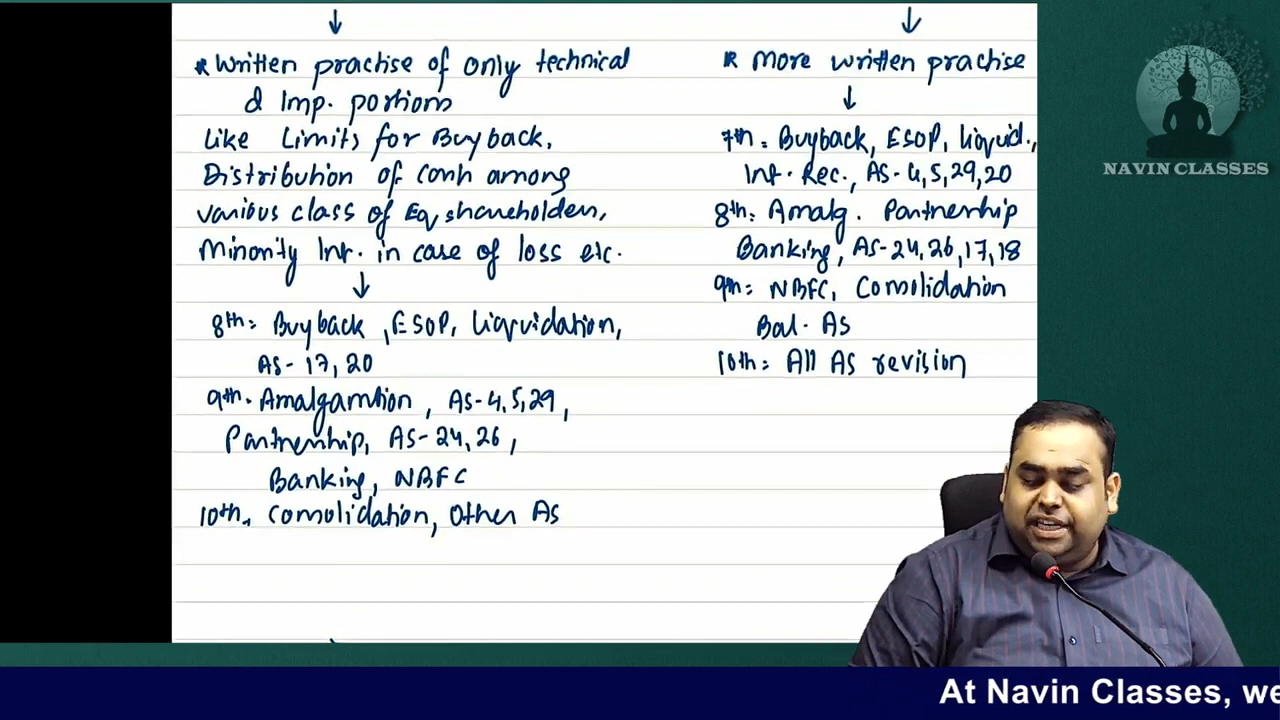 * Written practise of only technical
& Imp. portions
Like Limits for Buyback,
Distribution of cash among
various class of Eq shareholders,
Minority Int. in case of loss etc.
8th: Buyback, ESOP, Liquidation,
AS- 17, 20
9th. Amalgamtion, AS-4,5,29,
Partnership, AS-24, 26,
Banking, NBFC
10th. Consolidation, Other AS
* More written practise
7th: Buyback, ESOP, Liquid.,
Int. Rec., AS-4,5,29,20
8th: Amalg. Partnership
Banking, AS-24,26,17,18
9th: NBFC, Consolidation
Bal. AS
10th: All AS revision
NAVIN CLASSES
At Navin Classes, we